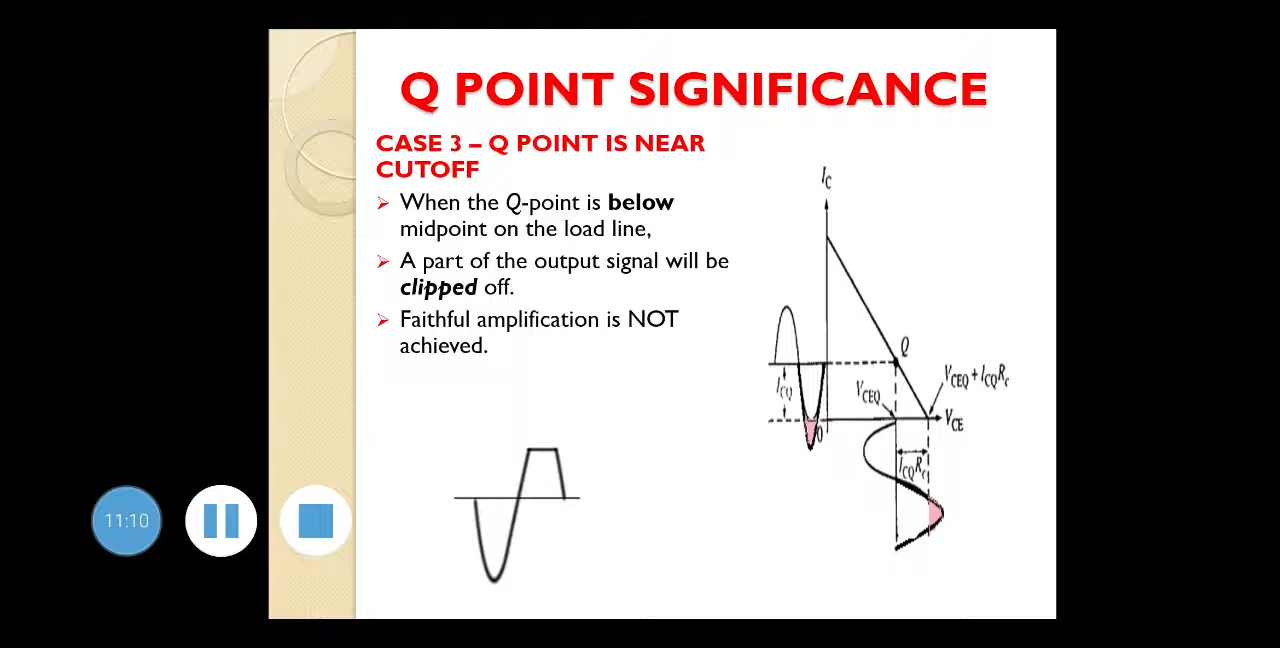 Q POINT SIGNIFICANCE
CASE 3 – Q POINT IS NEAR
CUTOFF
When the Q-point is below
midpoint on the load line,
A part of the output signal will be
clipped off.
Faithful amplification is NOT
achieved.
IC
Q
VCEQ + ICQRc
ICQ
VCEQ
VCE
0
ICQRc
11:10